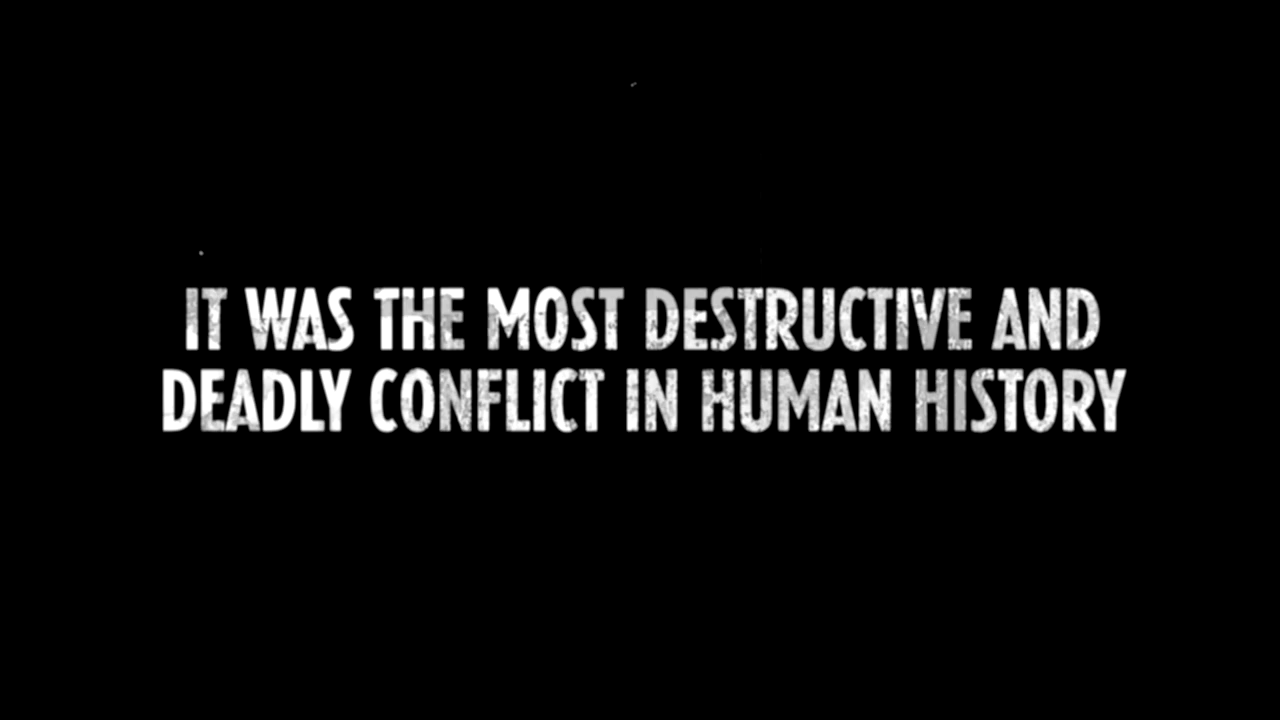 IT WAS THE MOST DESTRUCTIVE AND
DEADLY CONFLICT IN HUMAN HISTORY